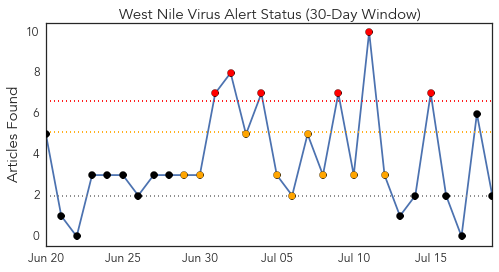 West Nile Virus Alert Status (30-Day Window)
Articles Found
10
8
6
4
2
0
Jun 20 Jun 25 Jun 30 Jul 05 Jul 10 Jul 15